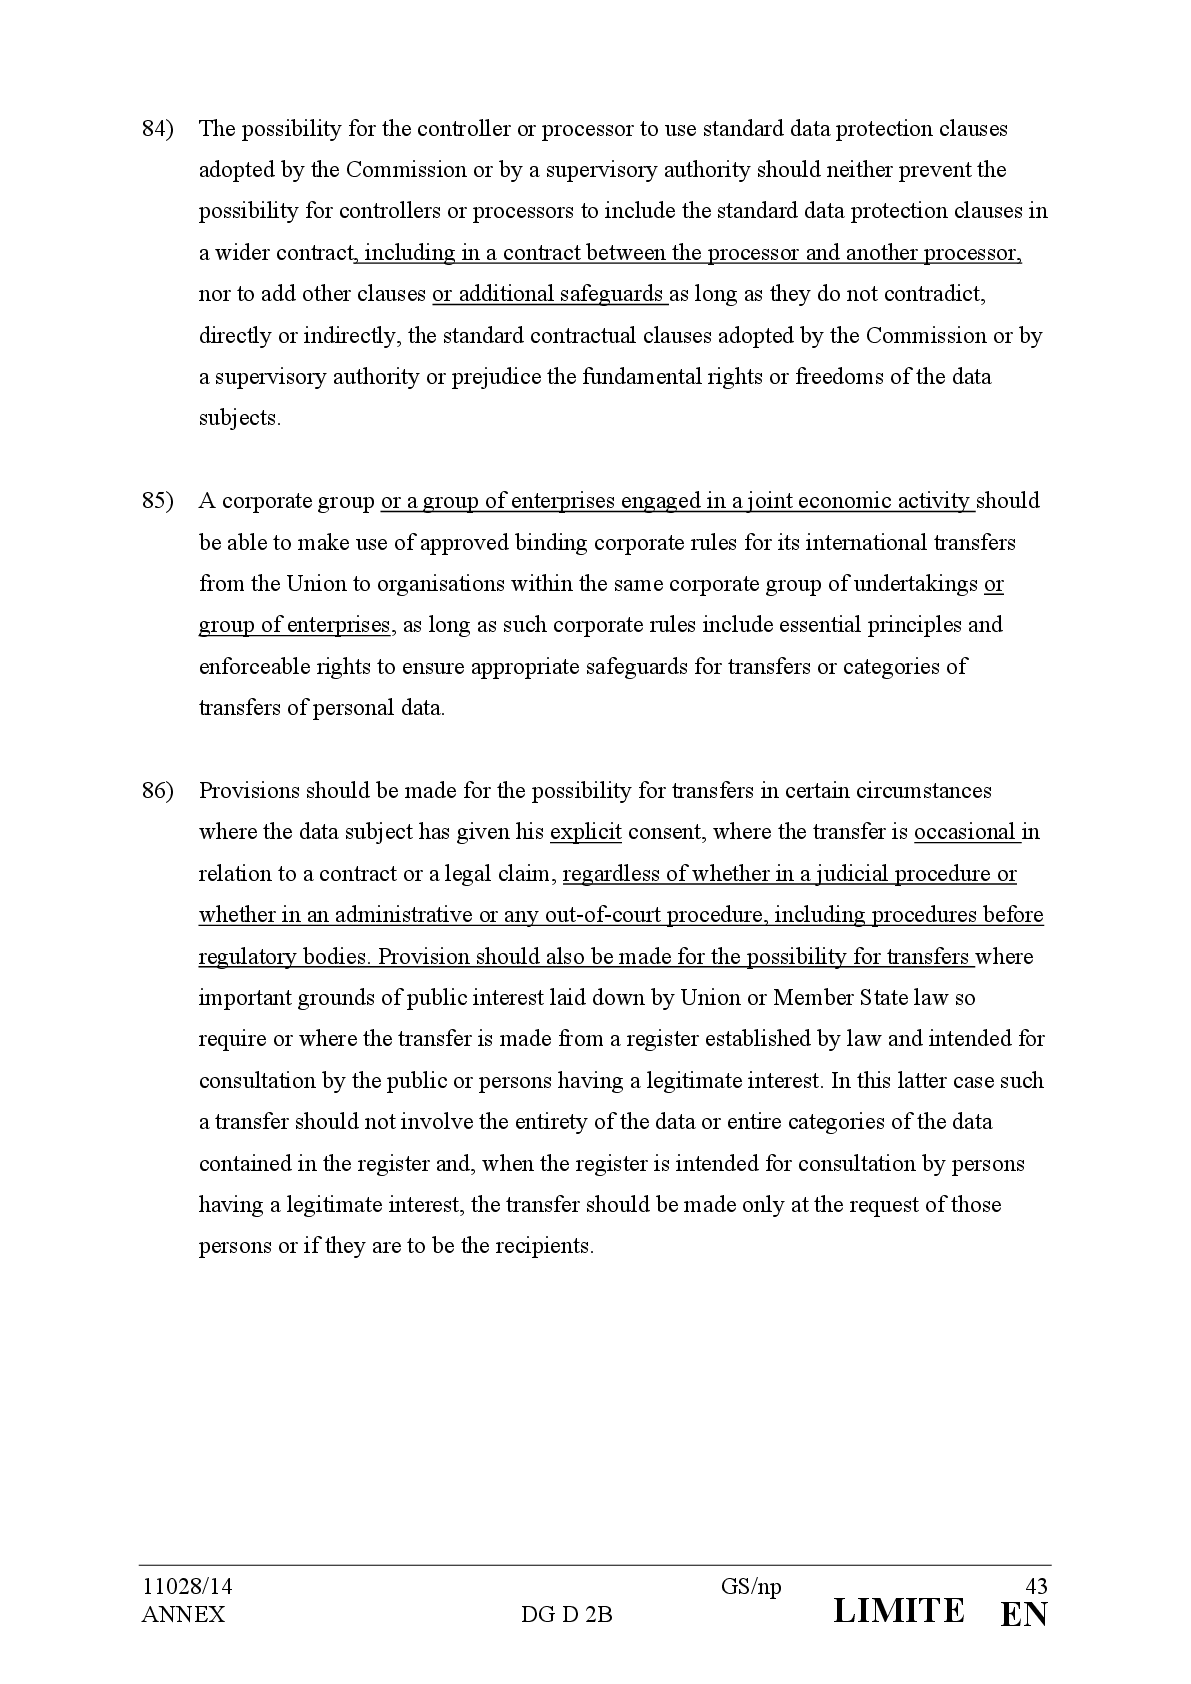 84) The possibility for the controller or processor to use standard data protection clauses
adopted by the Commission or by a supervisory authority should neither prevent the
possibility for controllers or processors to include the standard data protection clauses in
a wider contract, including in a contract between the processor and another processor,
nor to add other clauses or additional safeguards as long as they do not contradict,
directly or indirectly, the standard contractual clauses adopted by the Commission or by
a supervisory authority or prejudice the fundamental rights or freedoms of the data
subjects.
85) A corporate group or a group of enterprises engaged in a joint economic activity should
be able to make use of approved binding corporate rules for its international transfers
from the Union to organisations within the same corporate group of undertakings or
group of enterprises, as long as such corporate rules include essential principles and
enforceable rights to ensure appropriate safeguards for transfers or categories of
transfers of personal data.
86) Provisions should be made for the possibility for transfers in certain circumstances
where the data subject has given his explicit consent, where the transfer is occasional in
relation to a contract or a legal claim, regardless of whether in a judicial procedure or
whether in an administrative or any out-of-court procedure, including procedures before
regulatory bodies. Provision should also be made for the possibility for transfers where
important grounds of public interest laid down by Union or Member State law so
require or where the transfer is made from a register established by law and intended for
consultation by the public or persons having a legitimate interest. In this latter case such
a transfer should not involve the entirety of the data or entire categories of the data
contained in the register and, when the register is intended for consultation by persons
having a legitimate interest, the transfer should be made only at the request of those
persons or if they are to be the recipients.
11028/14 GS/np 43
ANNEX DG D 2B LIMITE EN